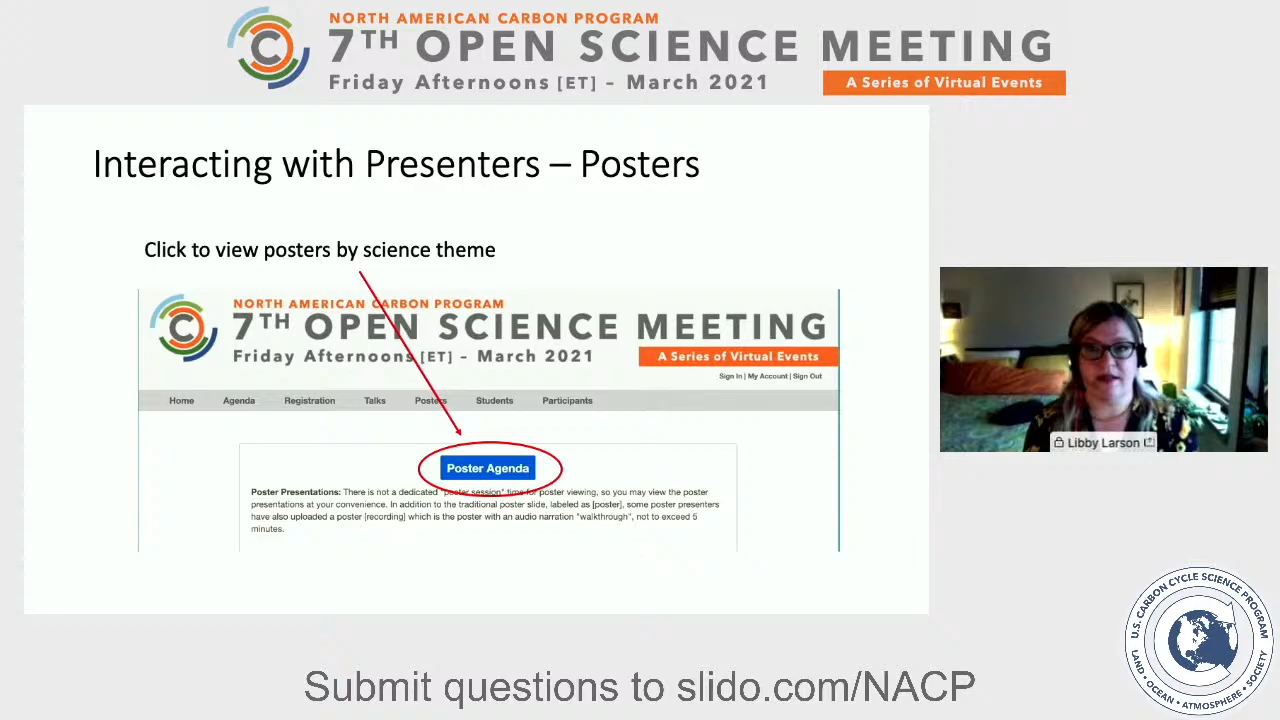 NORTH AMERICAN CARBON PROGRAM
7TH OPEN SCIENCE MEETING
Friday Afternoons [ET] – March 2021
A Series of Virtual Events
Interacting with Presenters – Posters
Click to view posters by science theme
NORTH AMERICAN CARBON PROGRAM
7TH OPEN SCIENCE MEETING
Friday Afternoons [ET] – March 2021
A Series of Virtual Events
Sign In | My Account | Sign Out
Home Agenda Registration Talks Posters Students Participants
Poster Agenda
Poster Presentations: There is not a dedicated "poster session" time for poster viewing, so you may view the poster
presentations at your convenience. In addition to the traditional poster slide, labeled as [poster], some poster presenters
have also uploaded a poster [recording] which is the poster with an audio narration "walkthrough", not to exceed 5
minutes.
Libby Larson
U.S. CARBON CYCLE SCIENCE PROGRAM
LAND • OCEAN • ATMOSPHERE • SOCIETY
Submit questions to slido.com/NACP